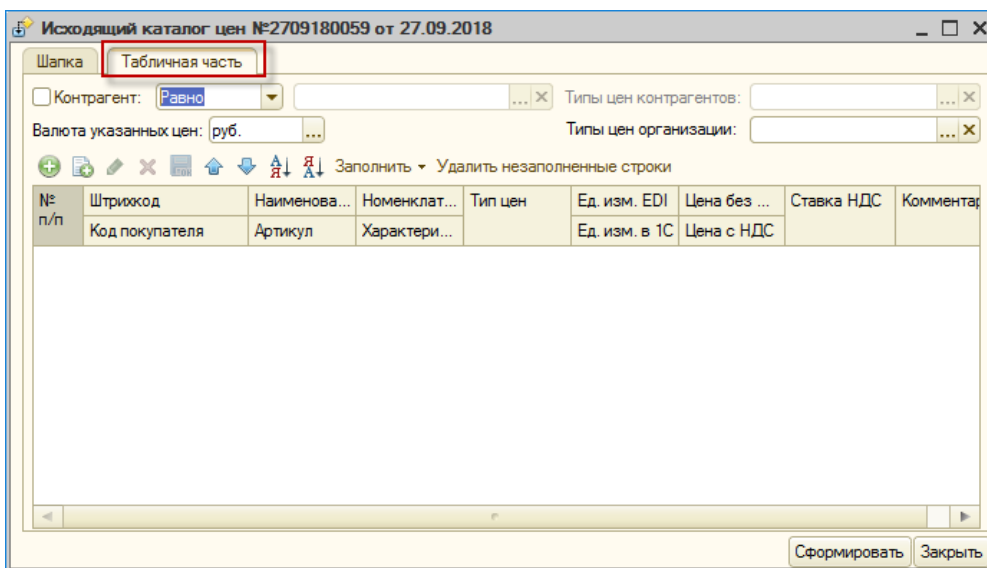 Исходящий каталог цен №2709180059 от 27.09.2018
Шапка Табличная часть
Контрагент: Равно Типы цен контрагентов:
Валюта указанных цен: руб. Типы цен организации:
Заполнить Удалить незаполненные строки
№ п/п Штрихкод Наименова... Номенклат... Тип цен Ед. изм. EDI Цена без ... Ставка НДС Комментар
Код покупателя Артикул Характери... Ед. изм. в 1С Цена с НДС
Сформировать Закрыть